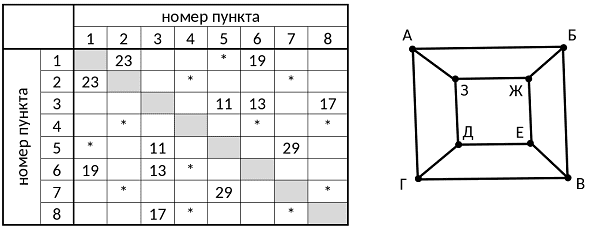 номер пункта
1 2 3 4 5 6 7 8
номер пункта
1 23 * 19
2 23 * *
3 11 13 17
4 * * *
5 * 11 29
6 19 13 *
7 * 29 *
8 17 * *
А Б
З Ж
Д Е
Г В